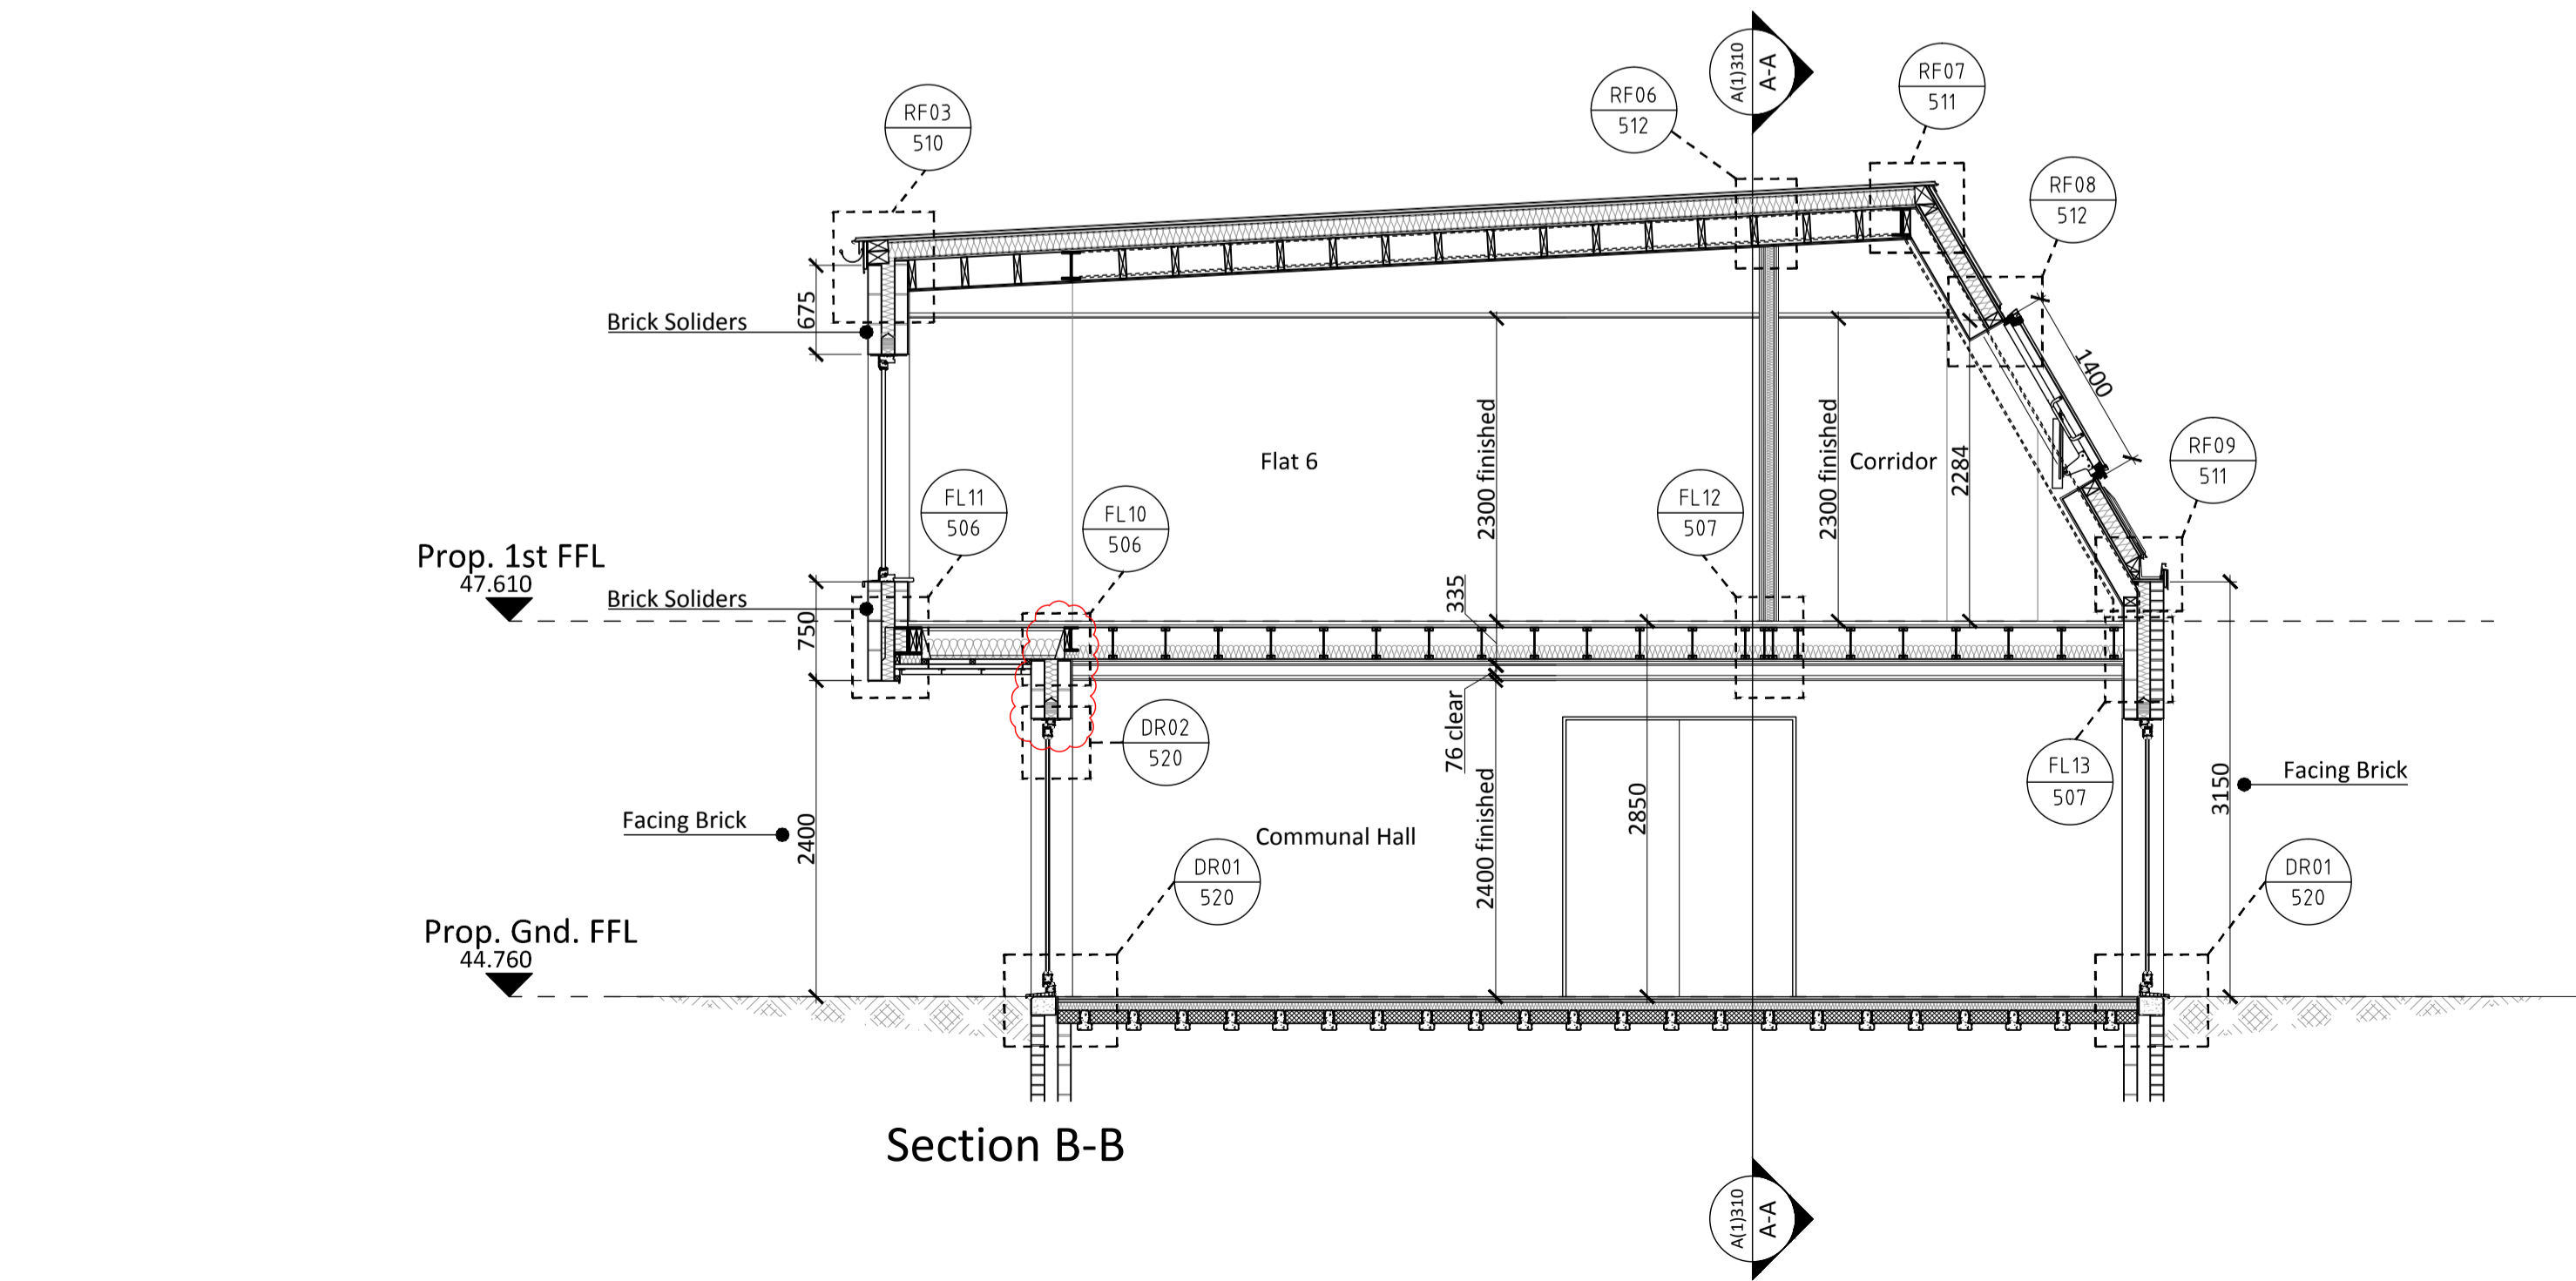 A(1)310
A-A
RF07
511
RF06
512
RF03
510
RF08
512
Brick Soliders
675
1400
2300 finished
2300 finished
2284
Flat 6
Corridor
RF09
511
FL11
506
FL10
506
FL12
507
Prop. 1st FFL
47.610
Brick Soliders
750
335
76 clear
DR02
520
FL13
507
3150
Facing Brick
Facing Brick
2400
Communal Hall
2400 finished
2850
DR01
520
DR01
520
Prop. Gnd. FFL
44.760
Section B-B
A(1)310
A-A